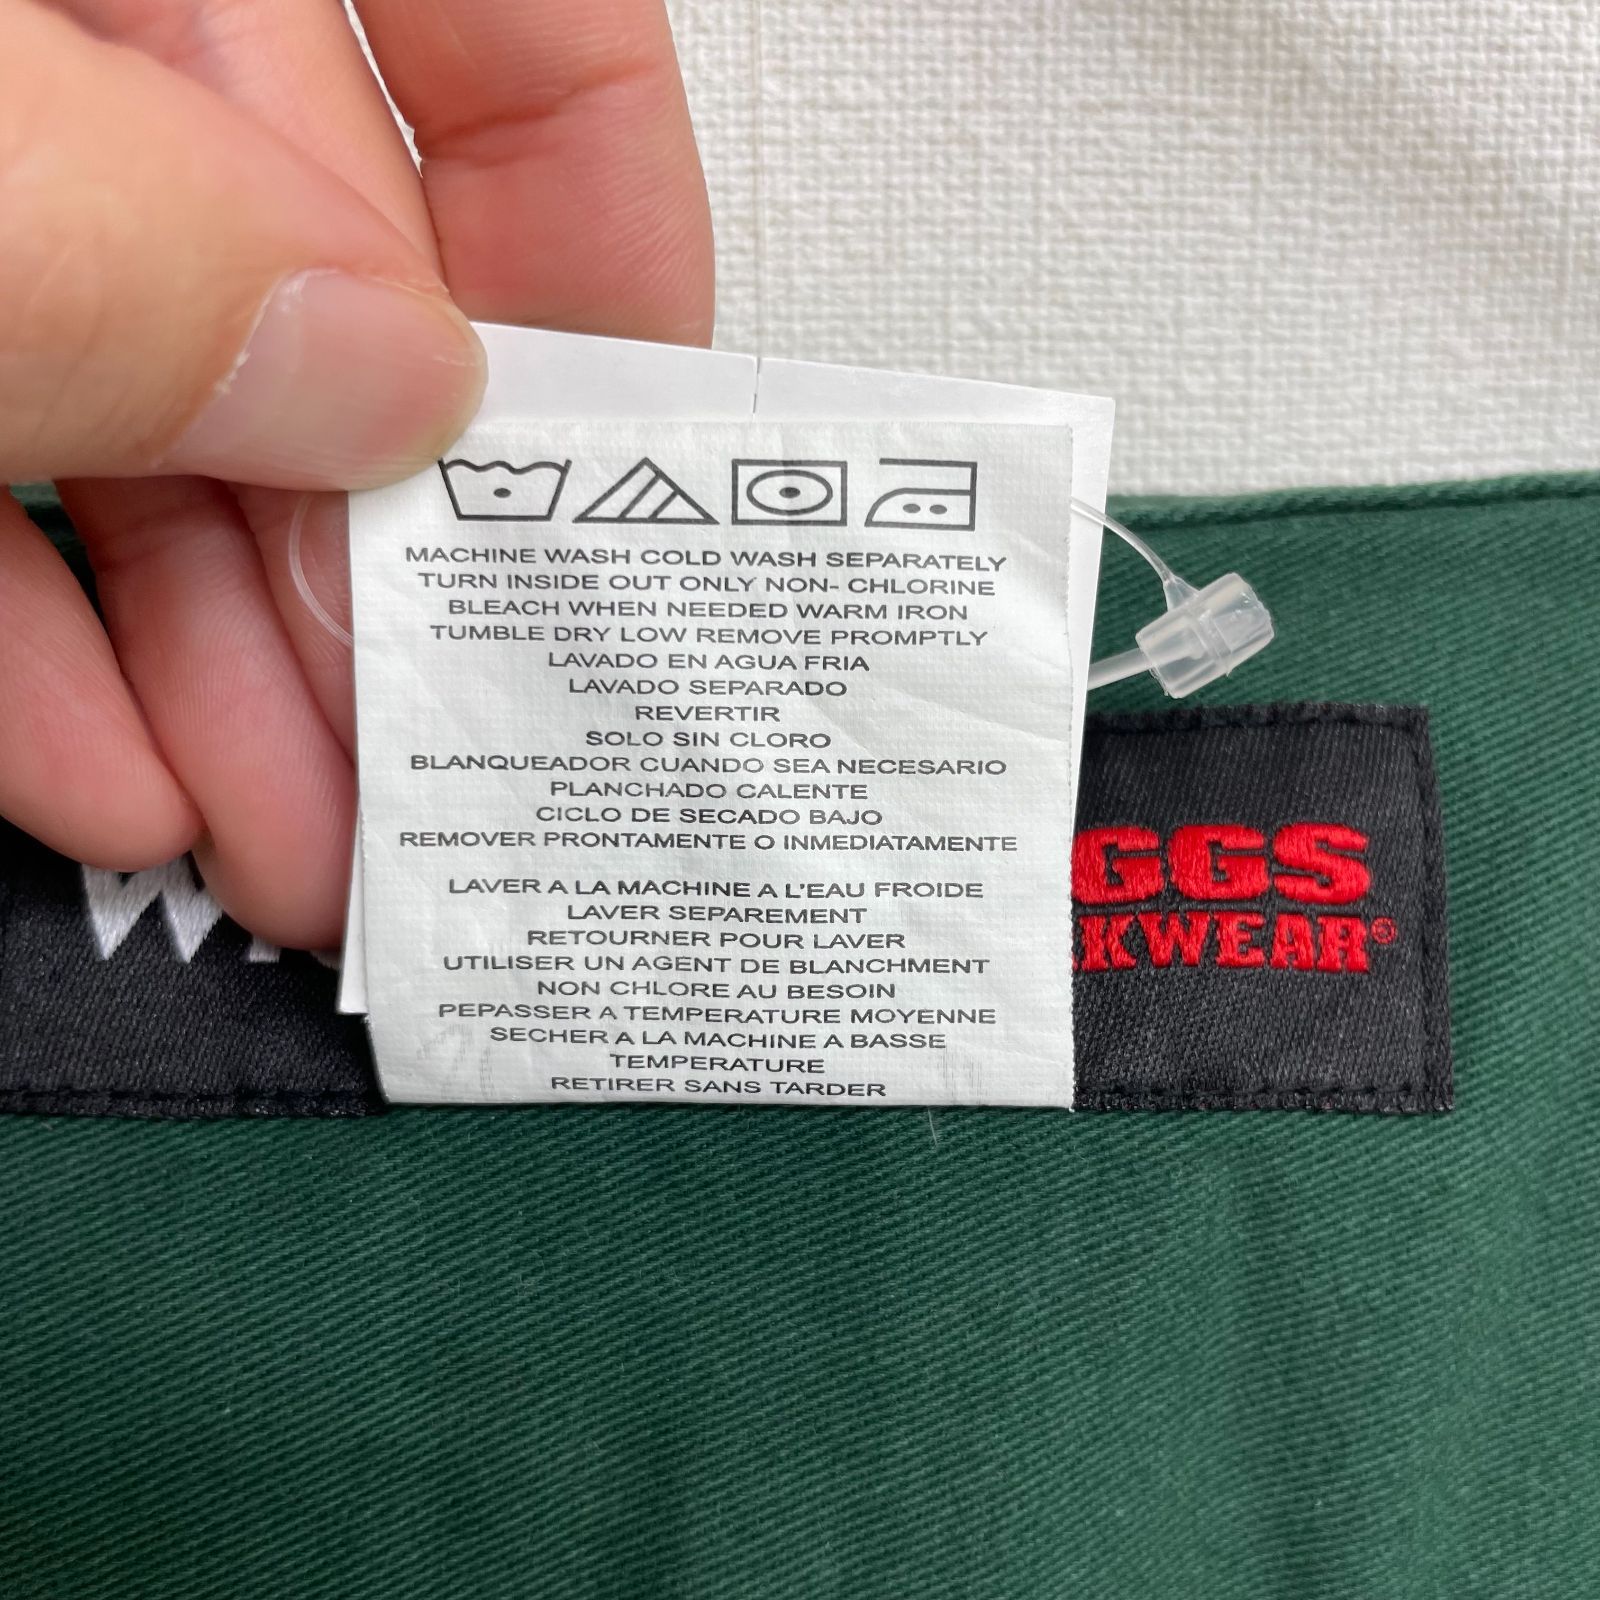 MACHINE WASH COLD WASH SEPARATELY
TURN INSIDE OUT ONLY NON- CHLORINE
BLEACH WHEN NEEDED WARM IRON
TUMBLE DRY LOW REMOVE PROMPTLY
LAVADO EN AGUA FRIA
LAVADO SEPARADO
REVERTIR
SOLO SIN CLORO
BLANQUEADOR CUANDO SEA NECESARIO
PLANCHADO CALENTE
CICLO DE SECADO BAJO
REMOVER PRONTAMENTE O INMEDIATAMENTE
LAVER A LA MACHINE A L'EAU FROIDE
LAVER SEPAREMENT
RETOURNER POUR LAVER
UTILISER UN AGENT DE BLANCHMENT
NON CHLORE AU BESOIN
PEPASSER A TEMPERATURE MOYENNE
SECHER A LA MACHINE A BASSE
TEMPERATURE
RETIRER SANS TARDER
W
GGS
KWEAR®